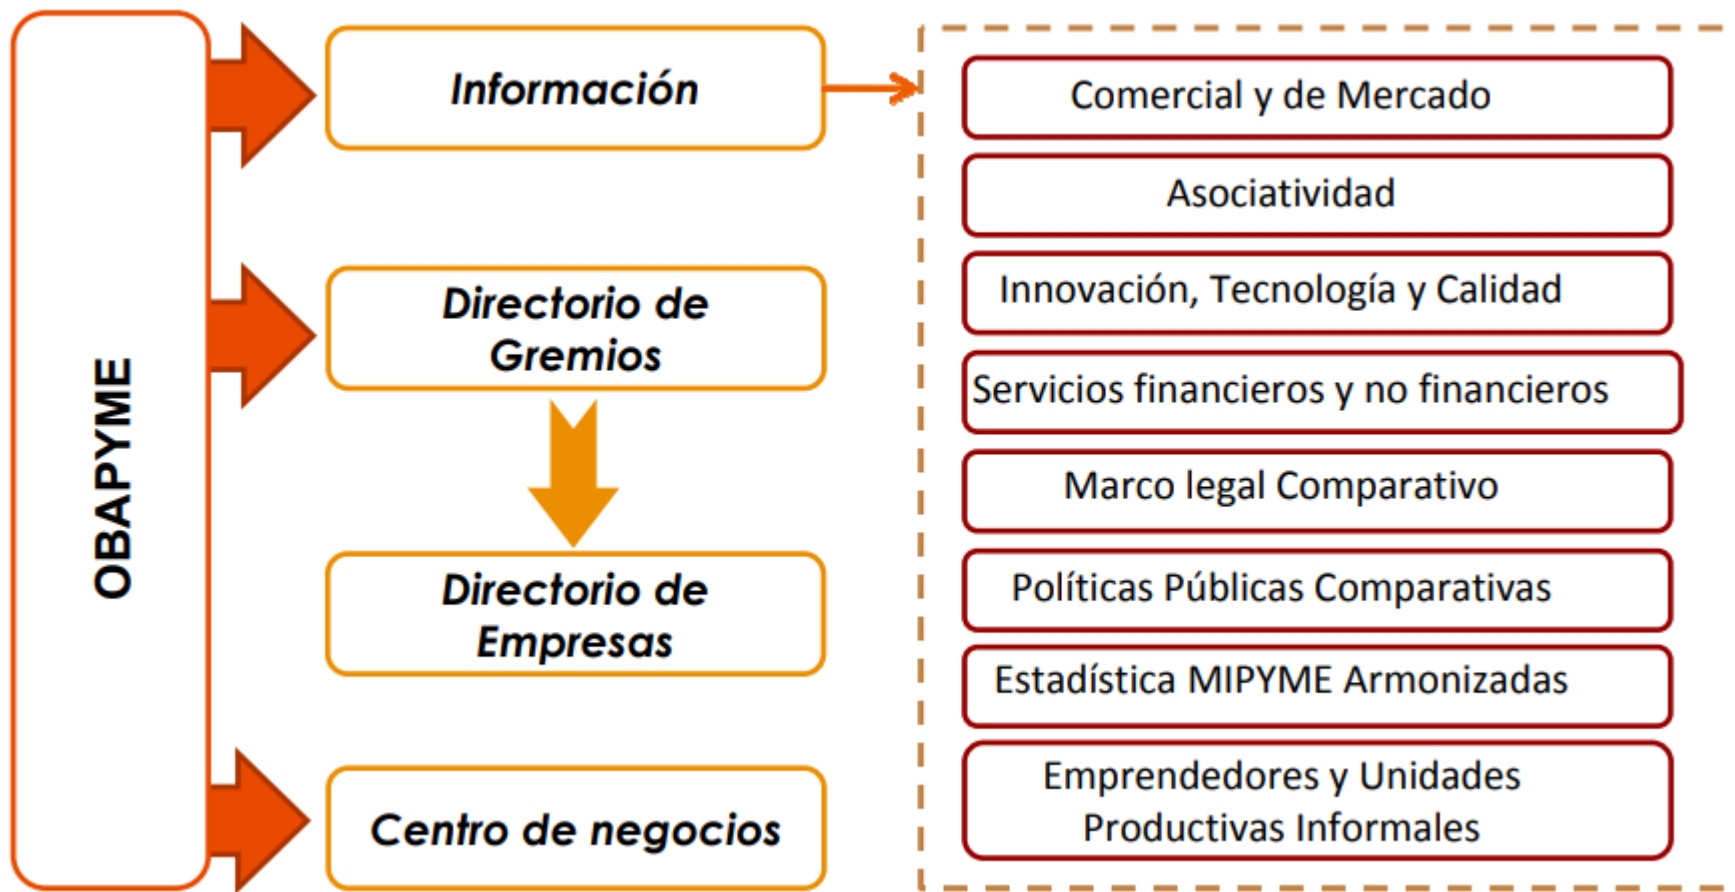 OBAPYME
Información
Directorio de
Gremios
Directorio de
Empresas
Centro de negocios
Comercial y de Mercado
Asociatividad
Innovación, Tecnología y Calidad
Servicios financieros y no financieros
Marco legal Comparativo
Políticas Públicas Comparativas
Estadística MIPYME Armonizadas
Emprendedores y Unidades
Productivas Informales